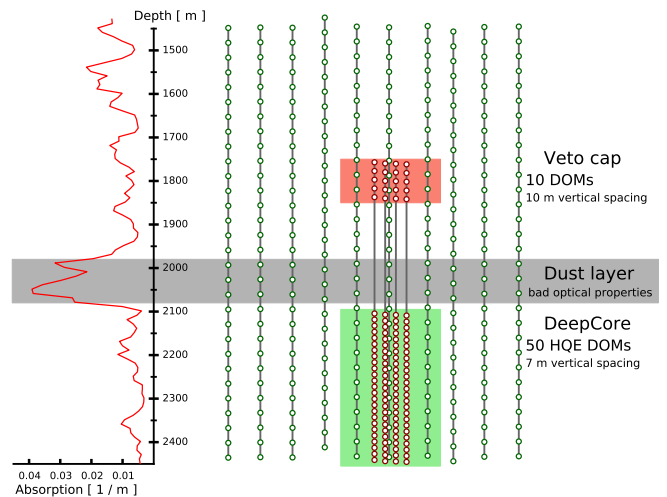 Depth [ m ]
1500
1600
1700
1800
1900
2000
2100
2200
2300
2400
Veto cap
10 DOMs
10 m vertical spacing
Dust layer
bad optical properties
DeepCore
50 HQE DOMs
7 m vertical spacing
0.04 0.03 0.02 0.01
Absorption [ 1 / m ]